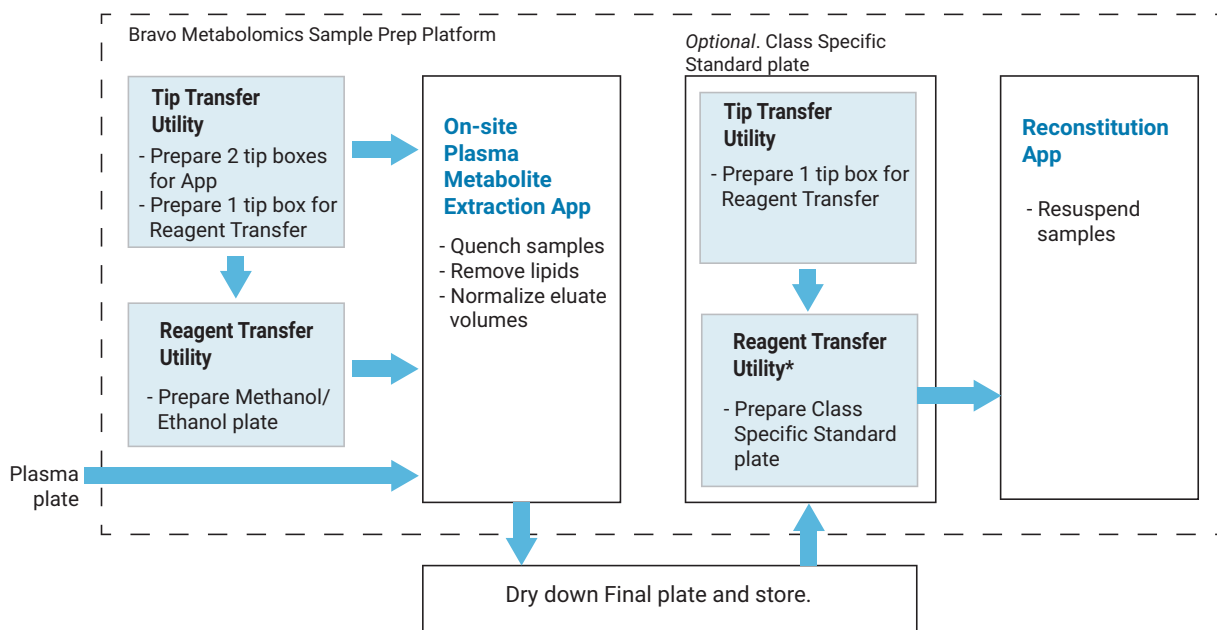 Bravo Metabolomics Sample Prep Platform
Tip Transfer
Utility
- Prepare 2 tip boxes
for App
- Prepare 1 tip box for
Reagent Transfer
Reagent Transfer
Utility
- Prepare Methanol/
Ethanol plate
Plasma
plate
On-site
Plasma
Metabolite
Extraction App
- Quench samples
- Remove lipids
- Normalize eluate
volumes
Optional. Class Specific
Standard plate
Tip Transfer
Utility
- Prepare 1 tip box for
Reagent Transfer
Reagent Transfer
Utility*
- Prepare Class
Specific Standard
plate
Reconstitution
App
- Resuspend
samples
Dry down Final plate and store.